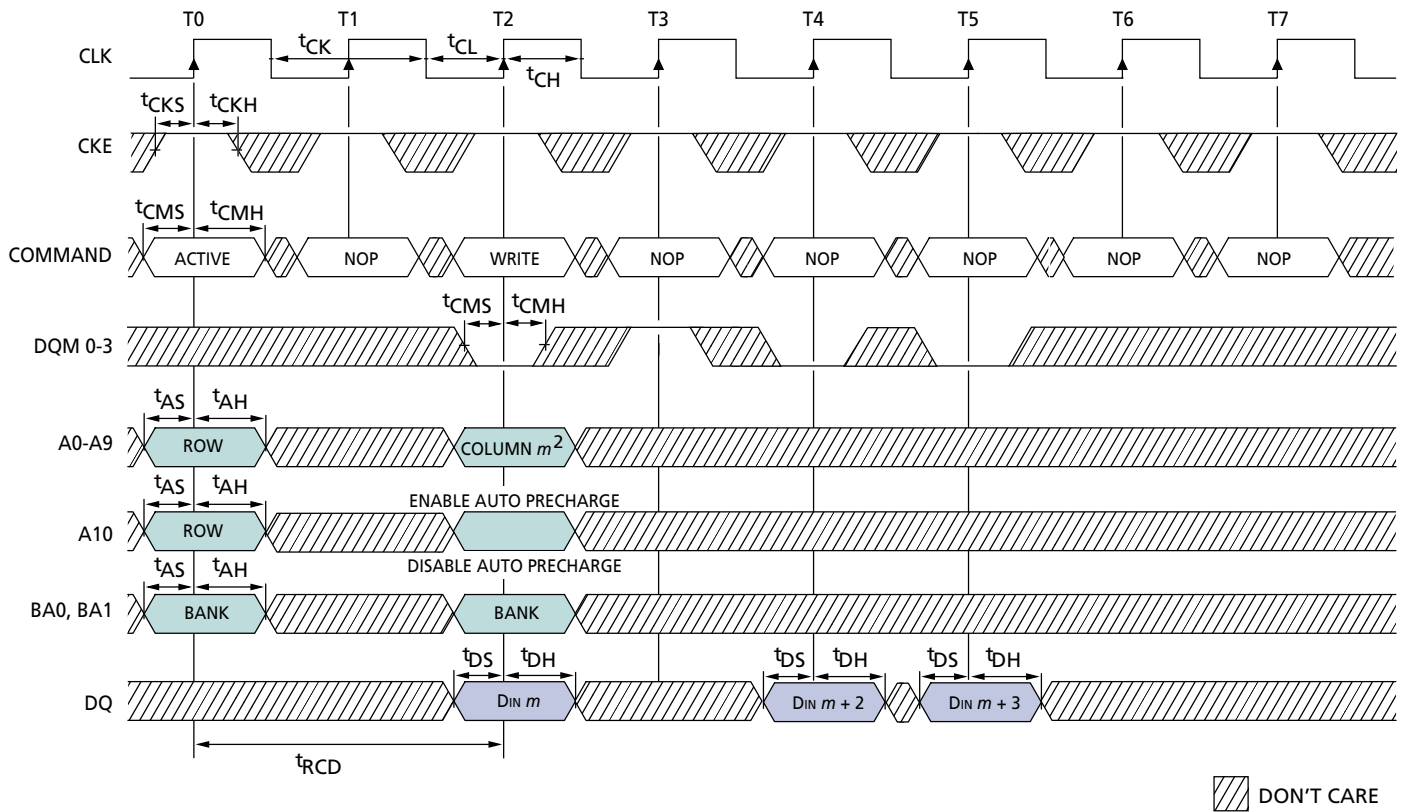 T0 T1 T2 T3 T4 T5 T6 T7
CLK
tCK tCL
tCH
tCKS tCKH
CKE
tCMS tCMH
COMMAND ACTIVE NOP WRITE NOP NOP NOP NOP NOP
tCMS tCMH
DQM 0-3
tAS tAH
A0-A9 ROW COLUMN m²
tAS tAH
ENABLE AUTO PRECHARGE
A10 ROW
DISABLE AUTO PRECHARGE
tAS tAH
BA0, BA1 BANK BANK
tDS tDH tDS tDH tDS tDH
DQ DIN m DIN m + 2 DIN m + 3
tRCD
DON'T CARE